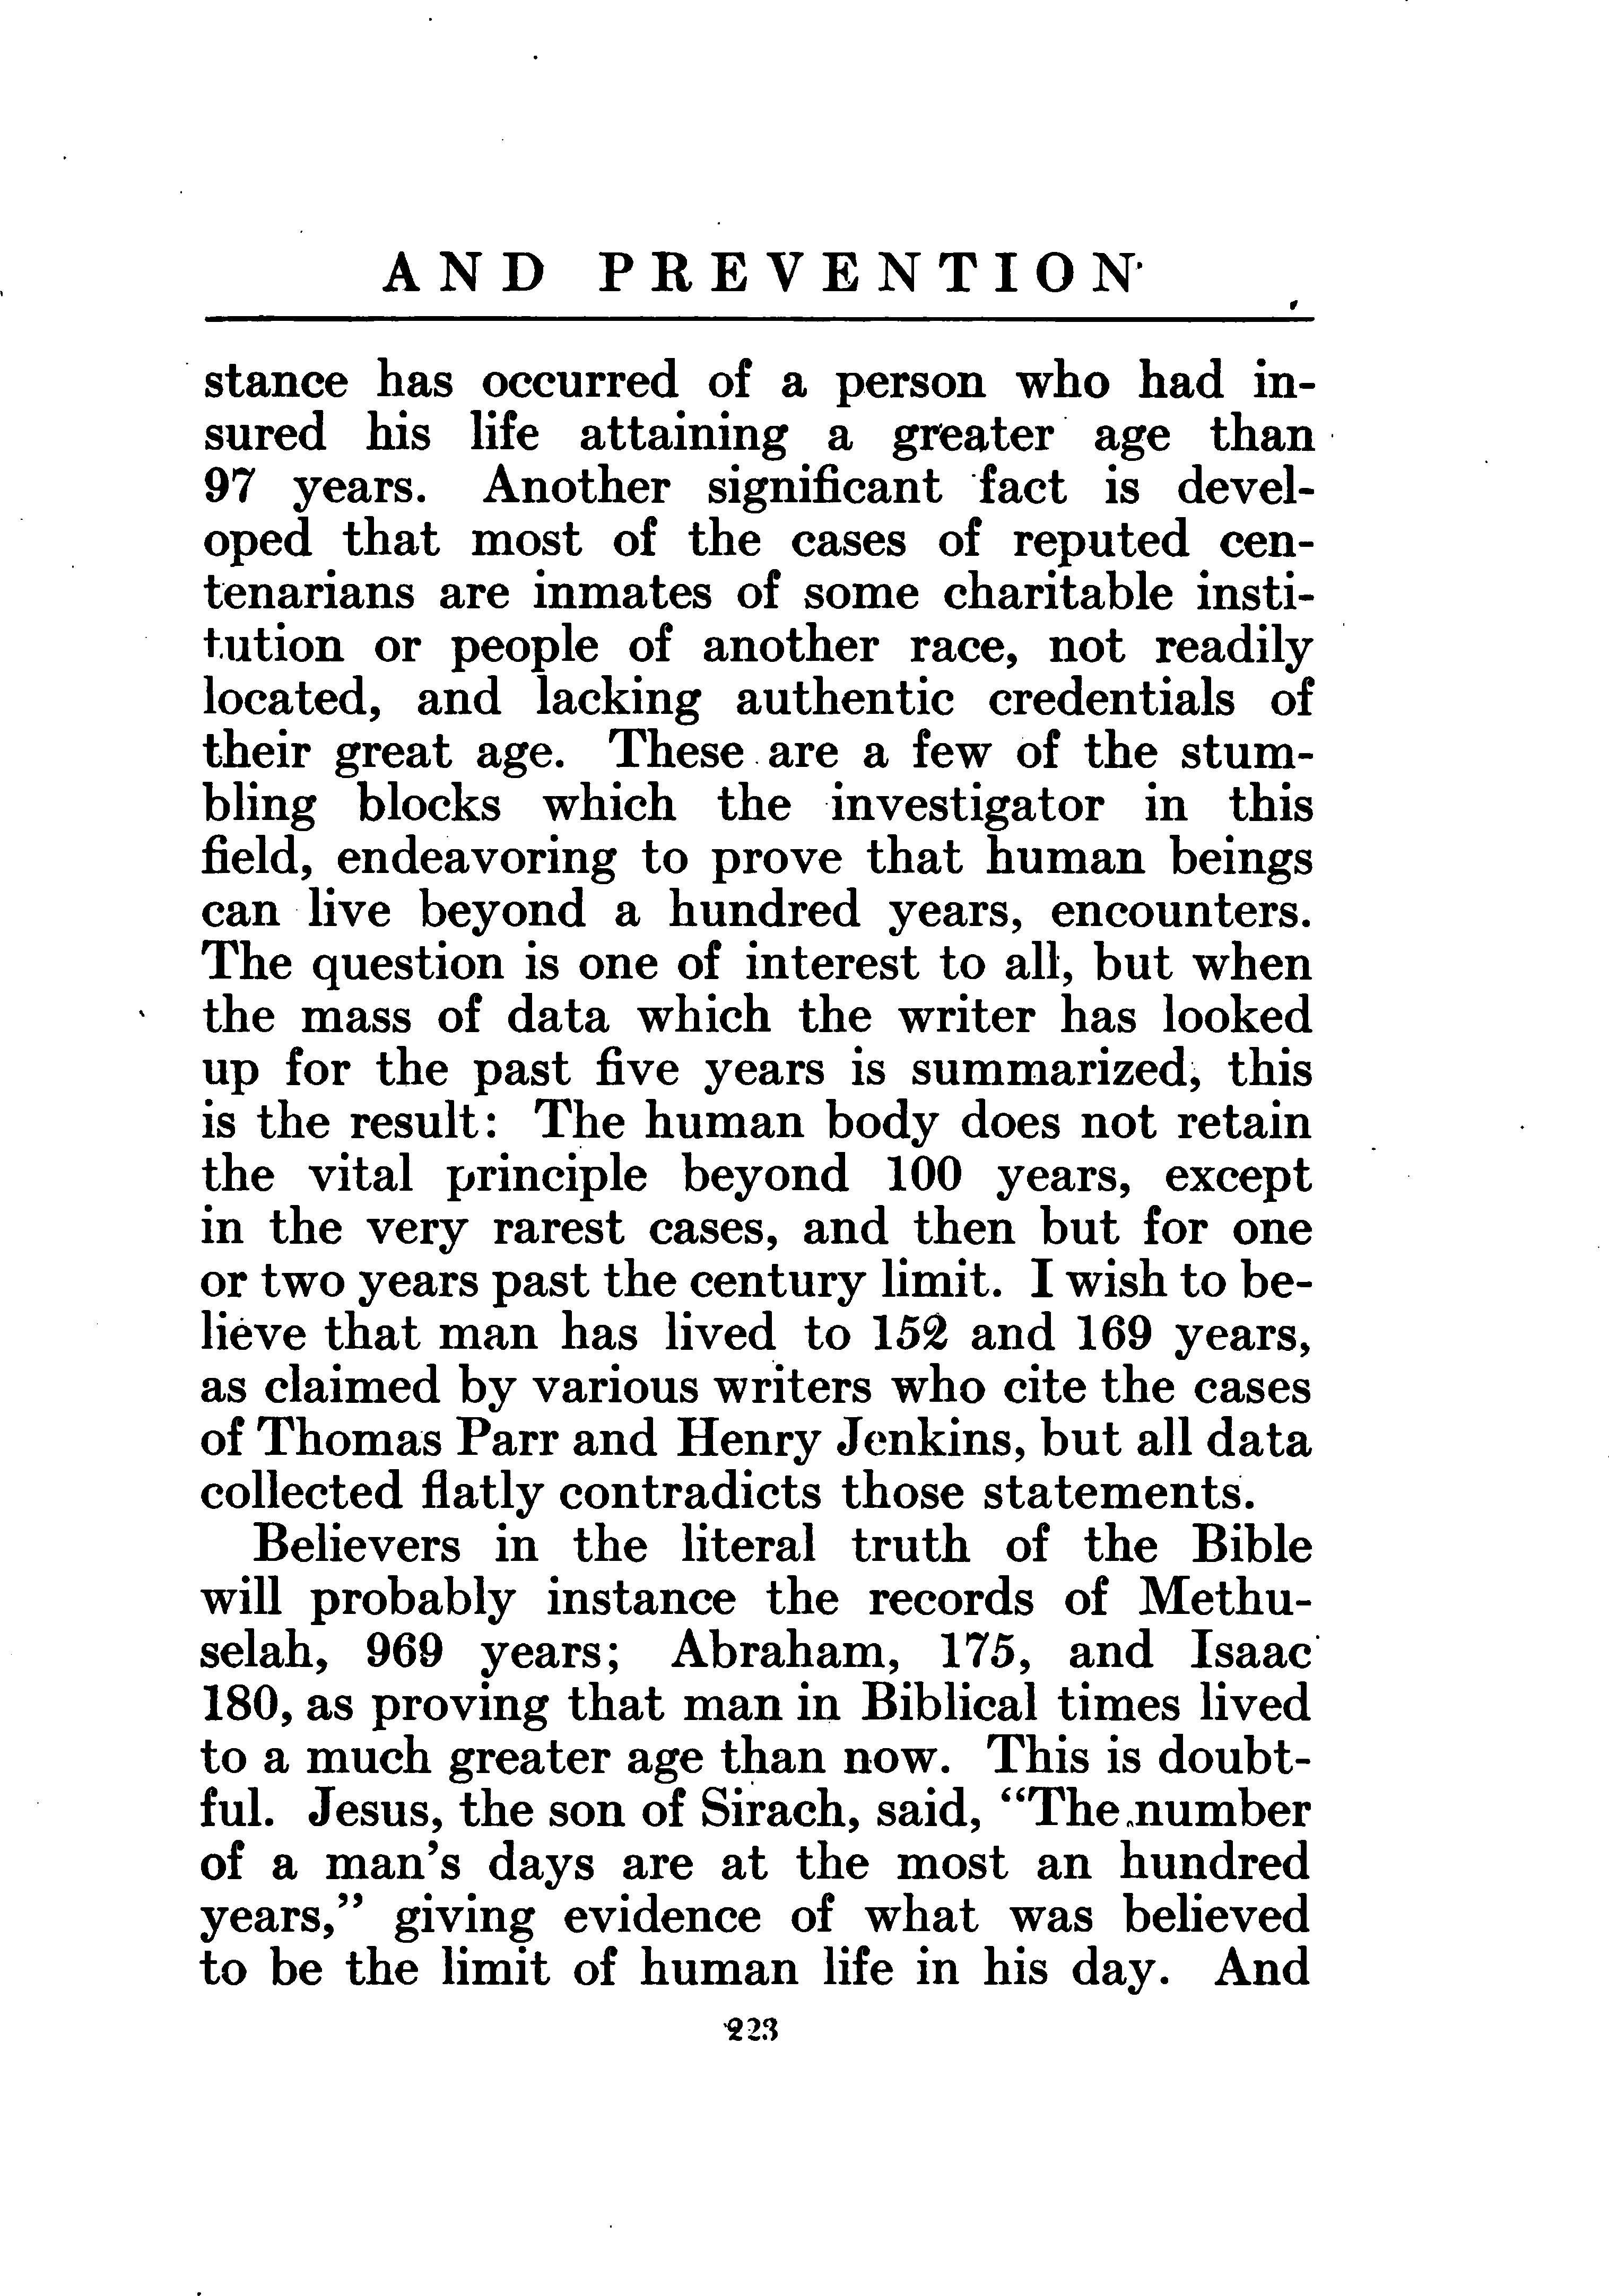 AND PREVENTION
stance has occurred of a person who had in-
sured his life attaining a greater age than
97 years. Another significant fact is devel-
oped that most of the cases of reputed cen-
tenarians are inmates of some charitable insti-
tution or people of another race, not readily
located, and lacking authentic credentials of
their great age. These are a few of the stum-
bling blocks which the investigator in this
field, endeavoring to prove that human beings
can live beyond a hundred years, encounters.
The question is one of interest to all, but when
the mass of data which the writer has looked
up for the past five years is summarized, this
is the result: The human body does not retain
the vital principle beyond 100 years, except
in the very rarest cases, and then but for one
or two years past the century limit. I wish to be-
lieve that man has lived to 152 and 169 years,
as claimed by various writers who cite the cases
of Thomas Parr and Henry Jenkins, but all data
collected flatly contradicts those statements.
Believers in the literal truth of the Bible
will probably instance the records of Methu-
selah, 969 years; Abraham, 175, and Isaac
180, as proving that man in Biblical times lived
to a much greater age than now. This is doubt-
ful. Jesus, the son of Sirach, said, “The number
of a man’s days are at the most an hundred
years,” giving evidence of what was believed
to be the limit of human life in his day. And
223